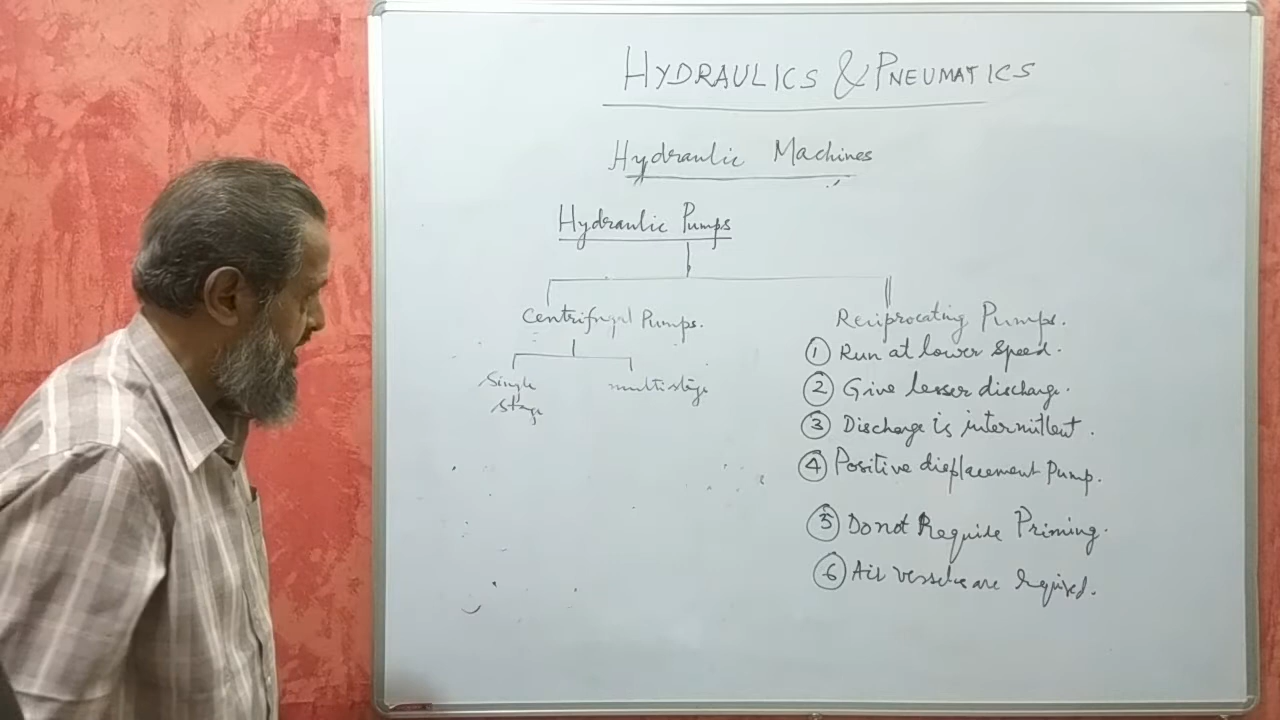 HYDRAULICS & PNEUMATICS
Hydraulic Machines
Hydraulic Pumps
Centrifugal Pumps.
Single stage
multistage
Reciprocating Pumps.
① Run at lower speed.
② Give lesser discharge.
③ Discharge is intermittent.
④ Positive displacement Pump.
⑤ Do not Require Priming.
⑥ Air vessels are required.